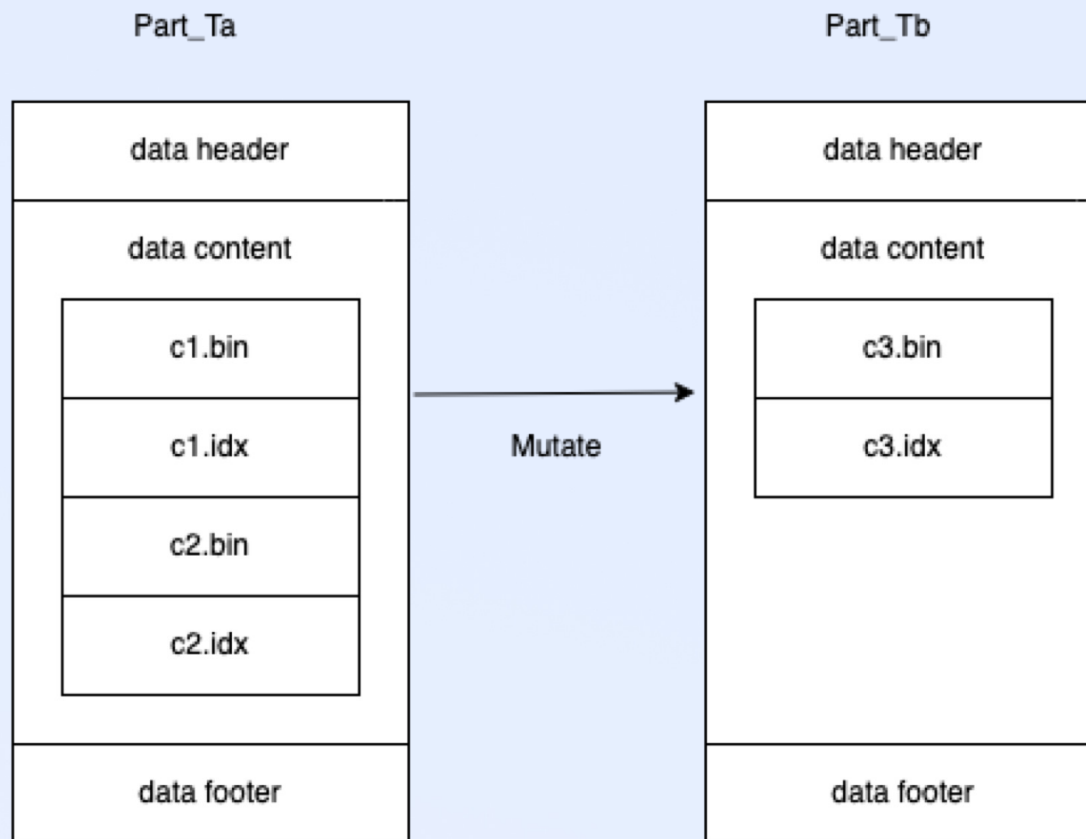 Part_Ta
Part_Tb
data header
data content
c1.bin
c1.idx
c2.bin
c2.idx
data footer
Mutate
data header
data content
c3.bin
c3.idx
data footer